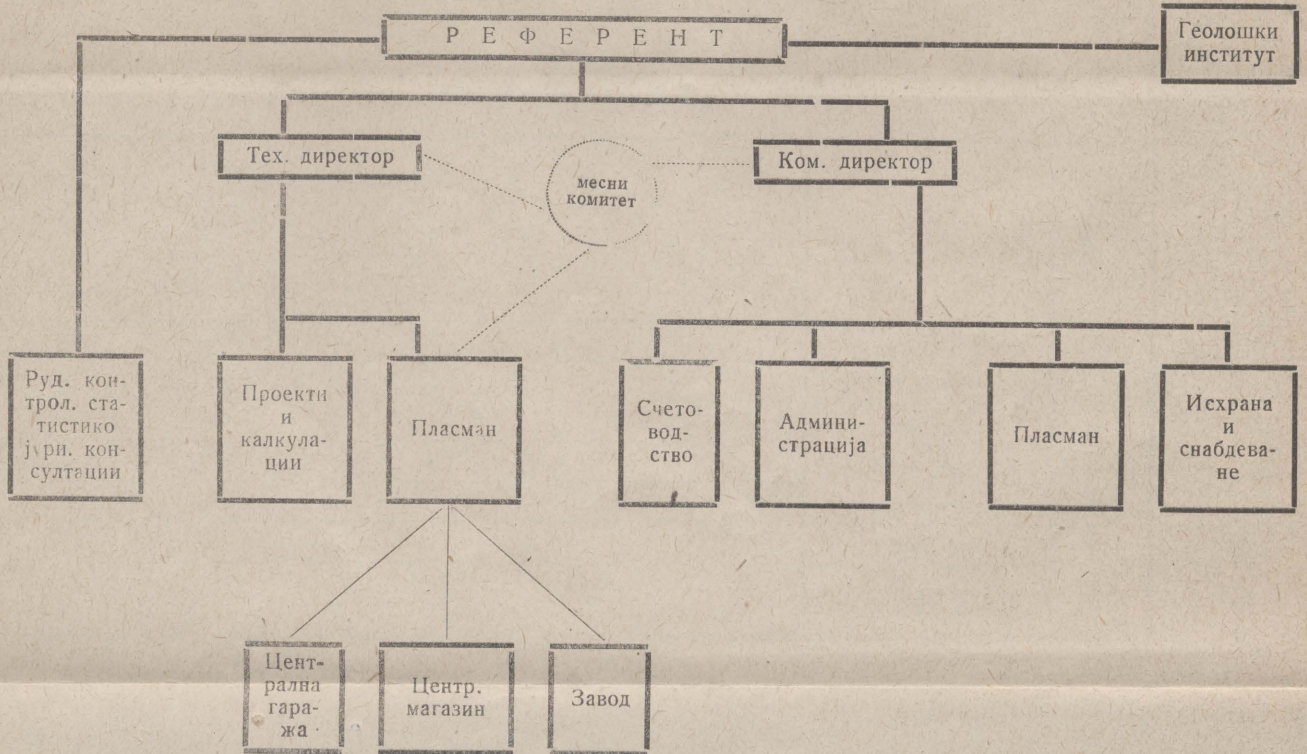 РЕФЕРЕНТ
Геолошки
институт
Тех. директор
месни
комитет
Ком. директор
Руд. кон-
трол. ста-
тистико
јури. кон-
султации
Проекти
и
калкула-
ции
Пласман
Счето-
вод-
ство
Админи-
страција
Пласман
Исхрана
и
снабдева-
не
Цент-
рална
гара-
жа
Центр.
магазин
Завод